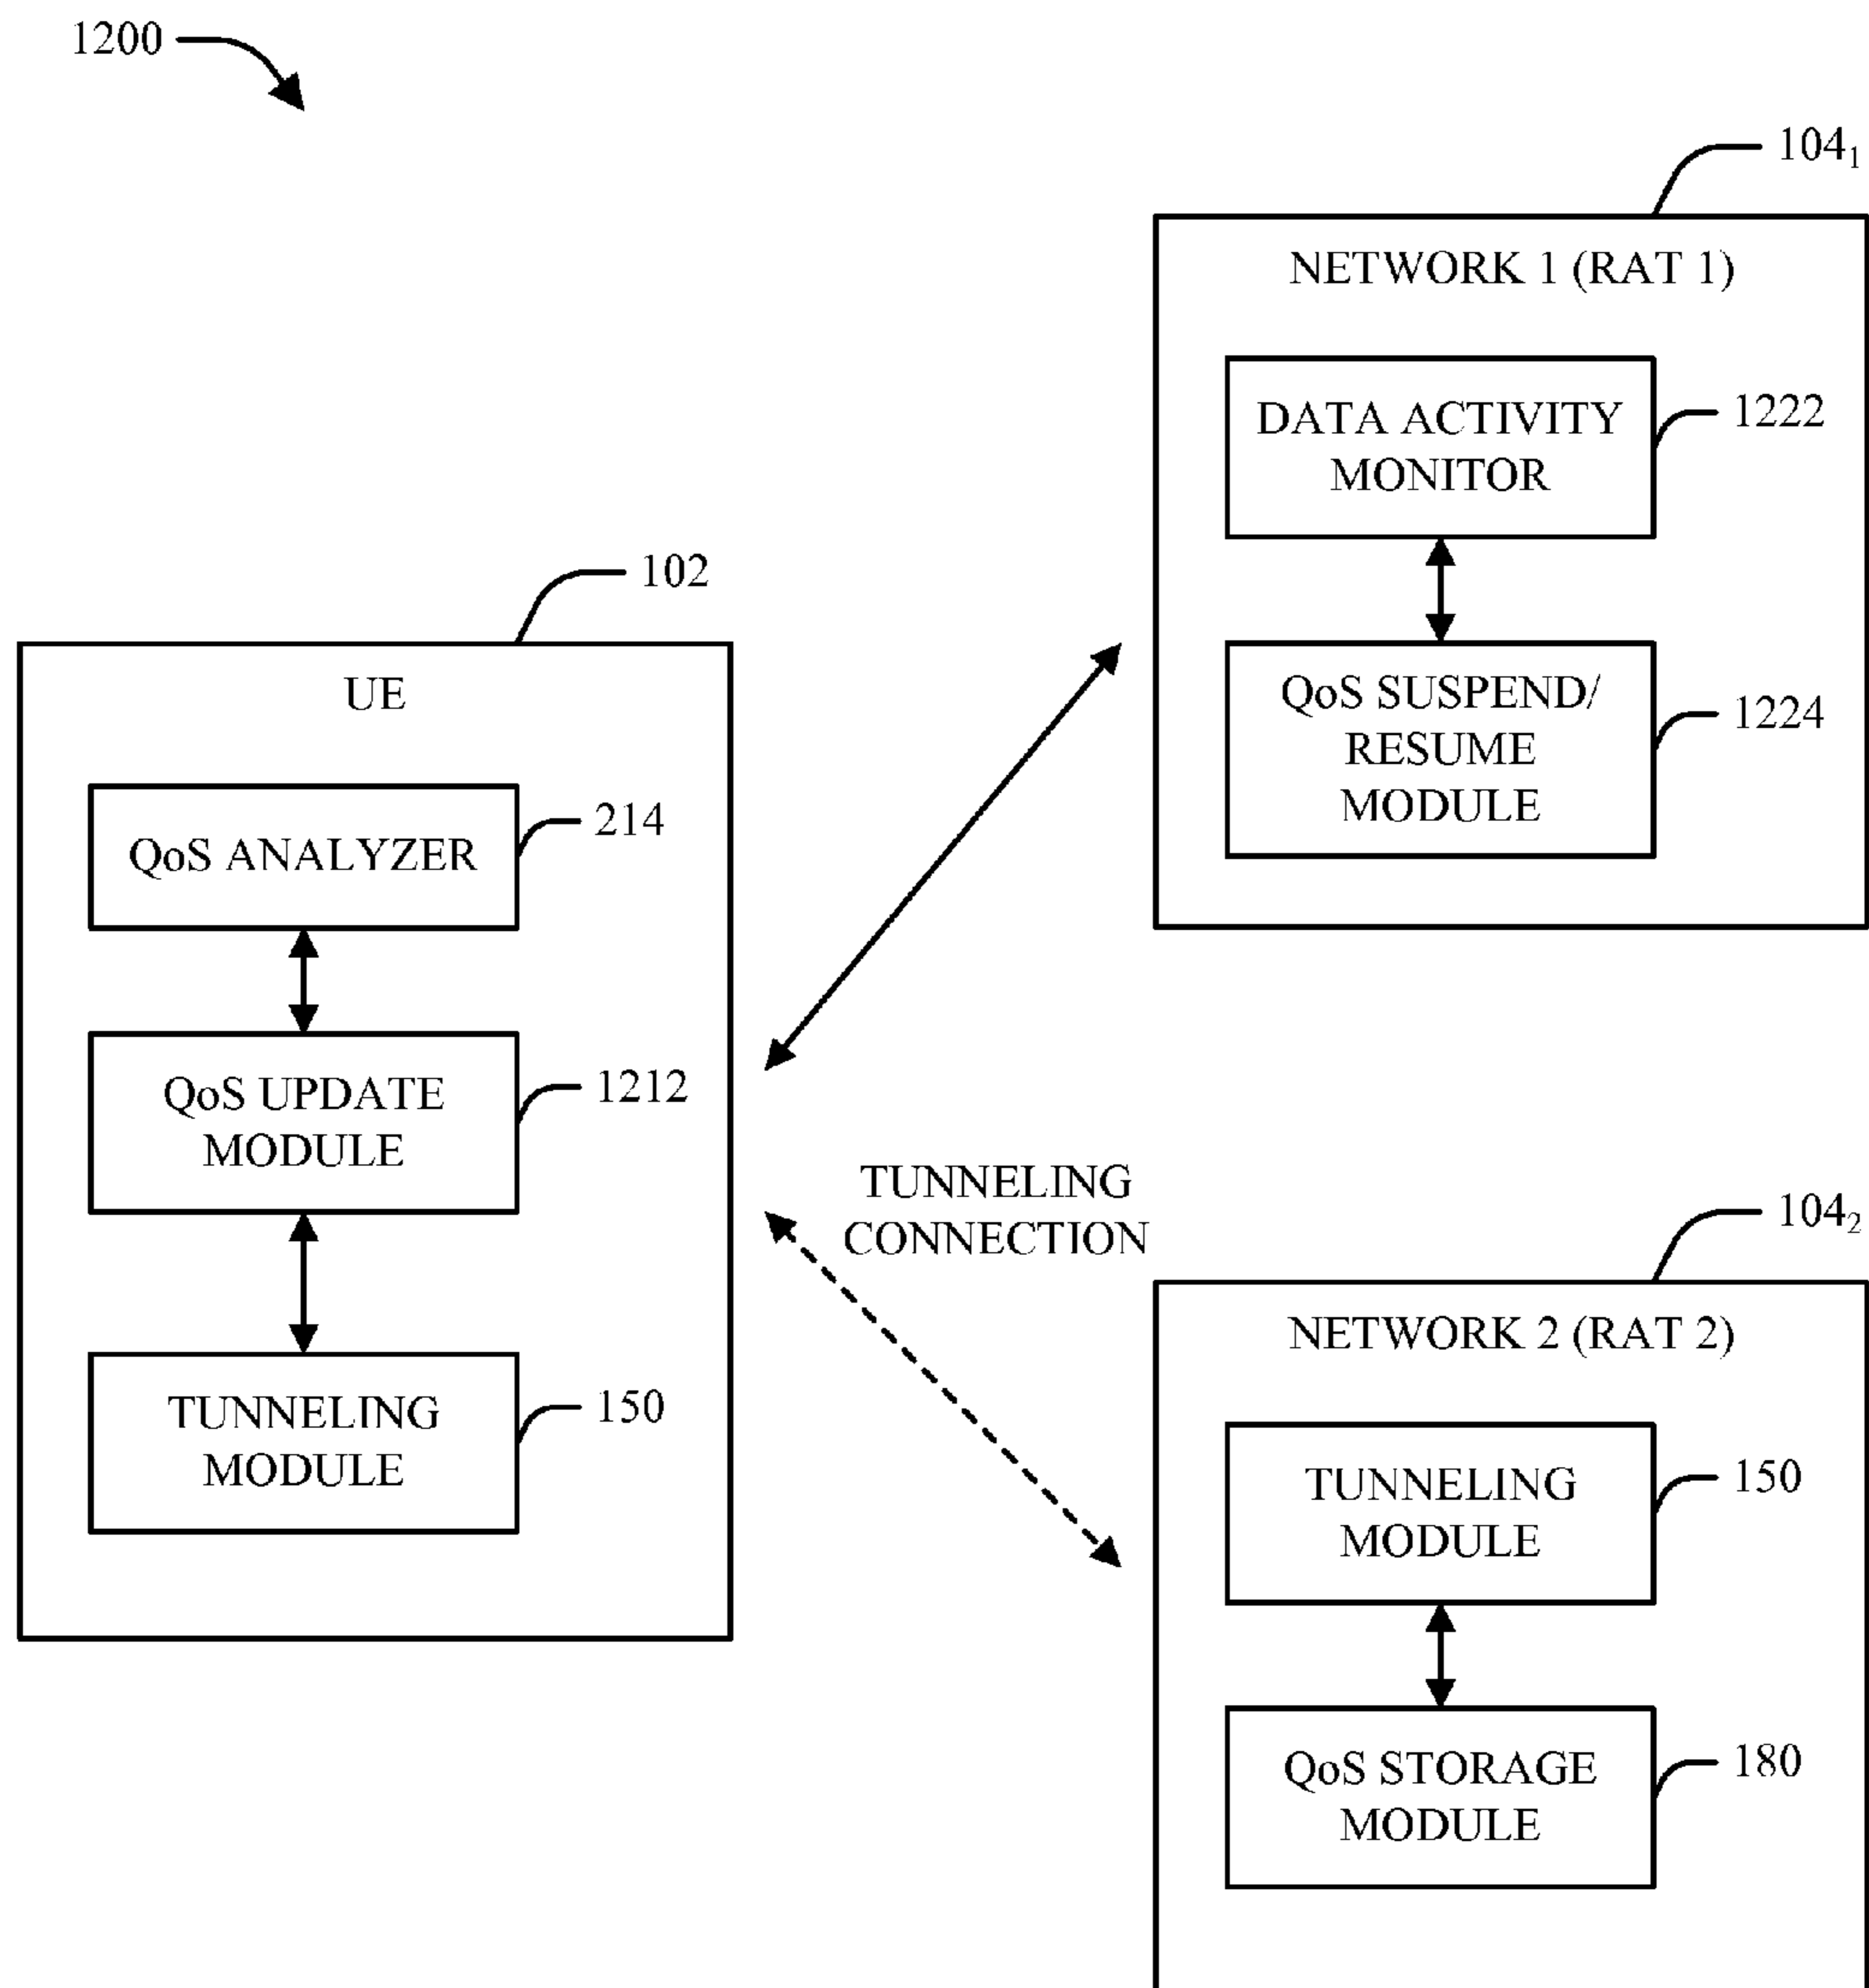 1200
104₁
NETWORK 1 (RAT 1)
DATA ACTIVITY
MONITOR
1222
QoS SUSPEND/
RESUME
MODULE
1224
102
UE
QoS ANALYZER
214
QoS UPDATE
MODULE
1212
TUNNELING
MODULE
150
TUNNELING
CONNECTION
104₂
NETWORK 2 (RAT 2)
TUNNELING
MODULE
150
QoS STORAGE
MODULE
180